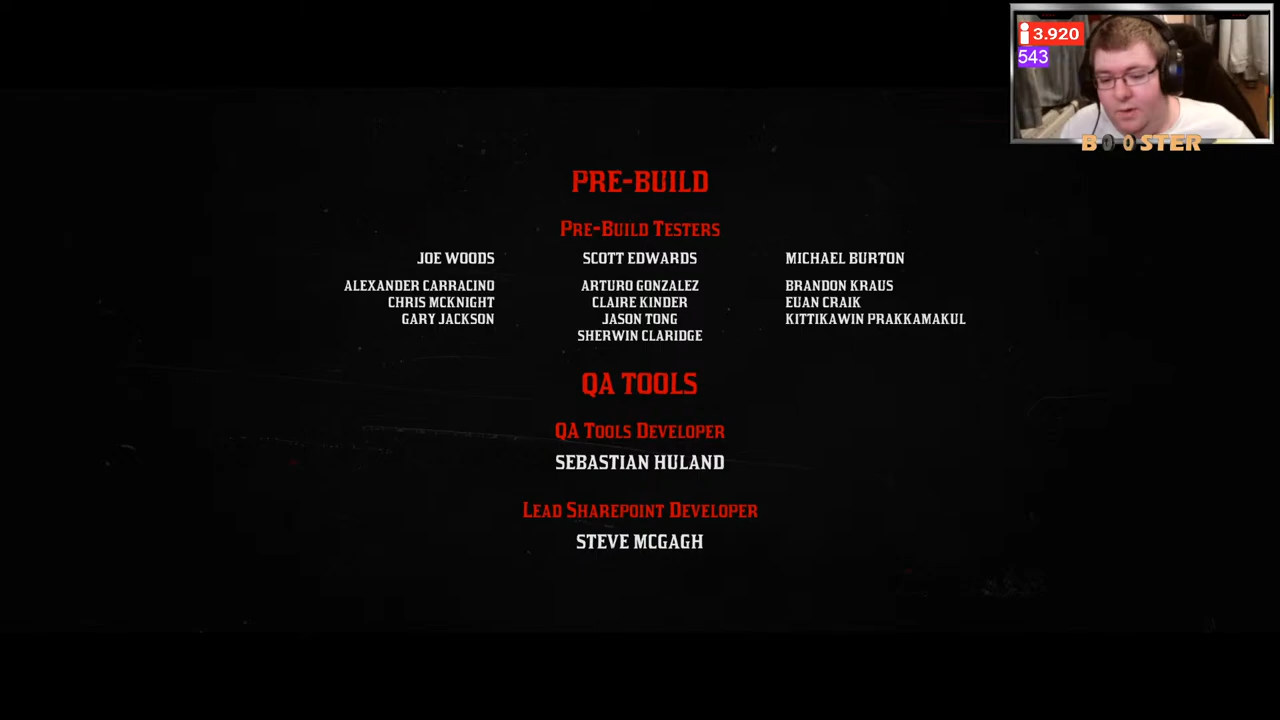 3.920
543
BOOSTER
PRE-BUILD
PRE-BUILD TESTERS
JOE WOODS SCOTT EDWARDS MICHAEL BURTON
ALEXANDER CARRACINO ARTURO GONZALEZ BRANDON KRAUS
CHRIS MCKNIGHT CLAIRE KINDER EUAN CRAIK
GARY JACKSON JASON TONG KITTIKAWIN PRAKKAMAKUL
SHERWIN CLARIDGE
QA TOOLS
QA TOOLS DEVELOPER
SEBASTIAN HULAND
LEAD SHAREPOINT DEVELOPER
STEVE MCGAGH